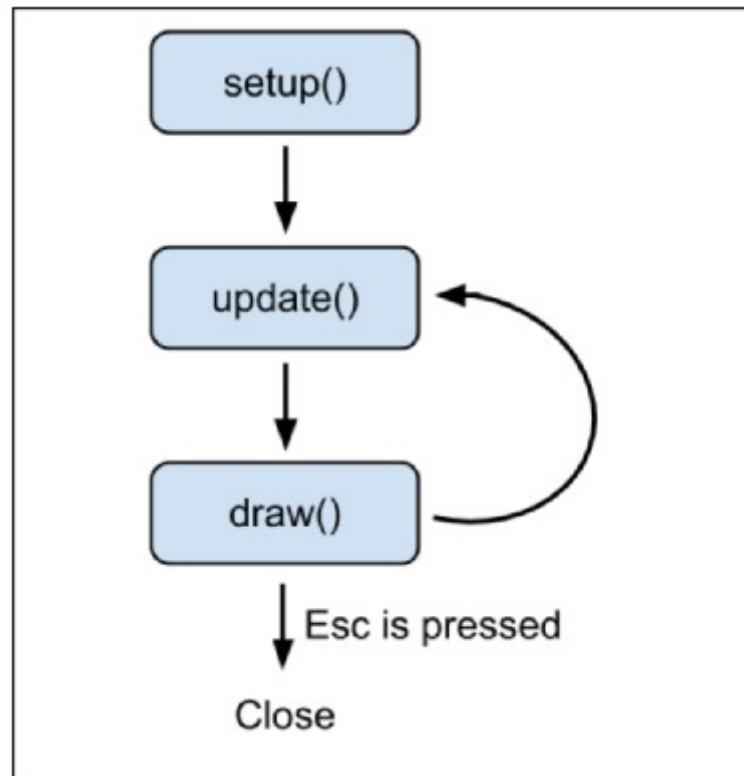 setup()
update()
draw()
Esc is pressed
Close